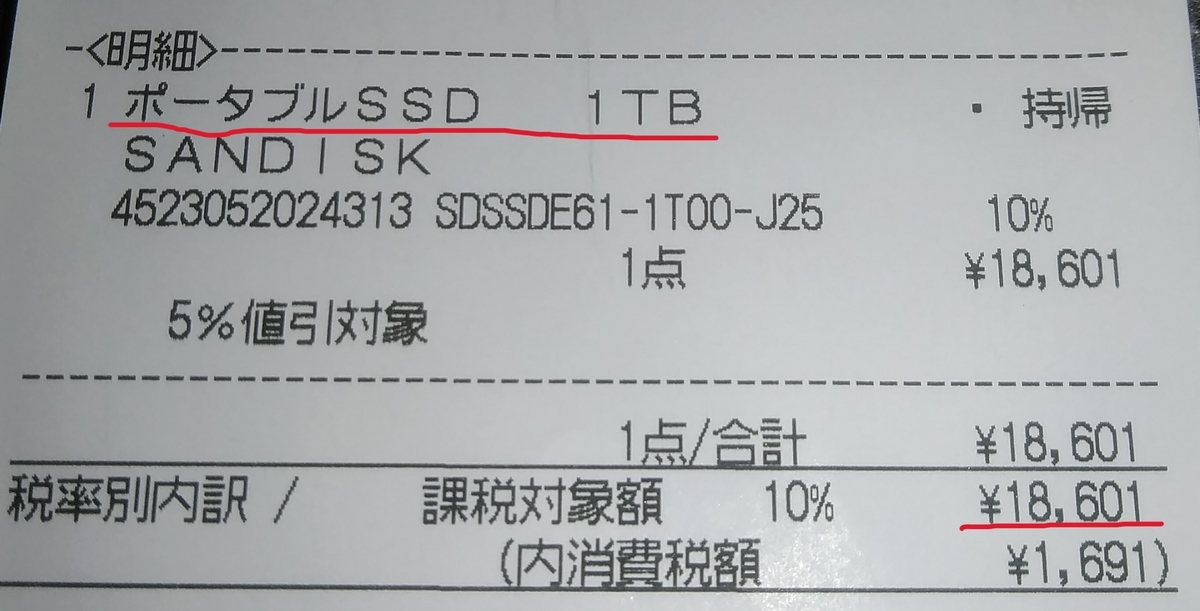 -<明細>------------------------------------------------
1 ポータブルSSD 1TB ・ 持帰
SANDISK
4523052024313 SDSSDE61-1T00-J25 10%
1点 ¥18,601
5%値引対象
------------------------------------------------
1点/合計 ¥18,601
税率別内訳 / 課税対象額 10% ¥18,601
(内消費税額 ¥1,691)